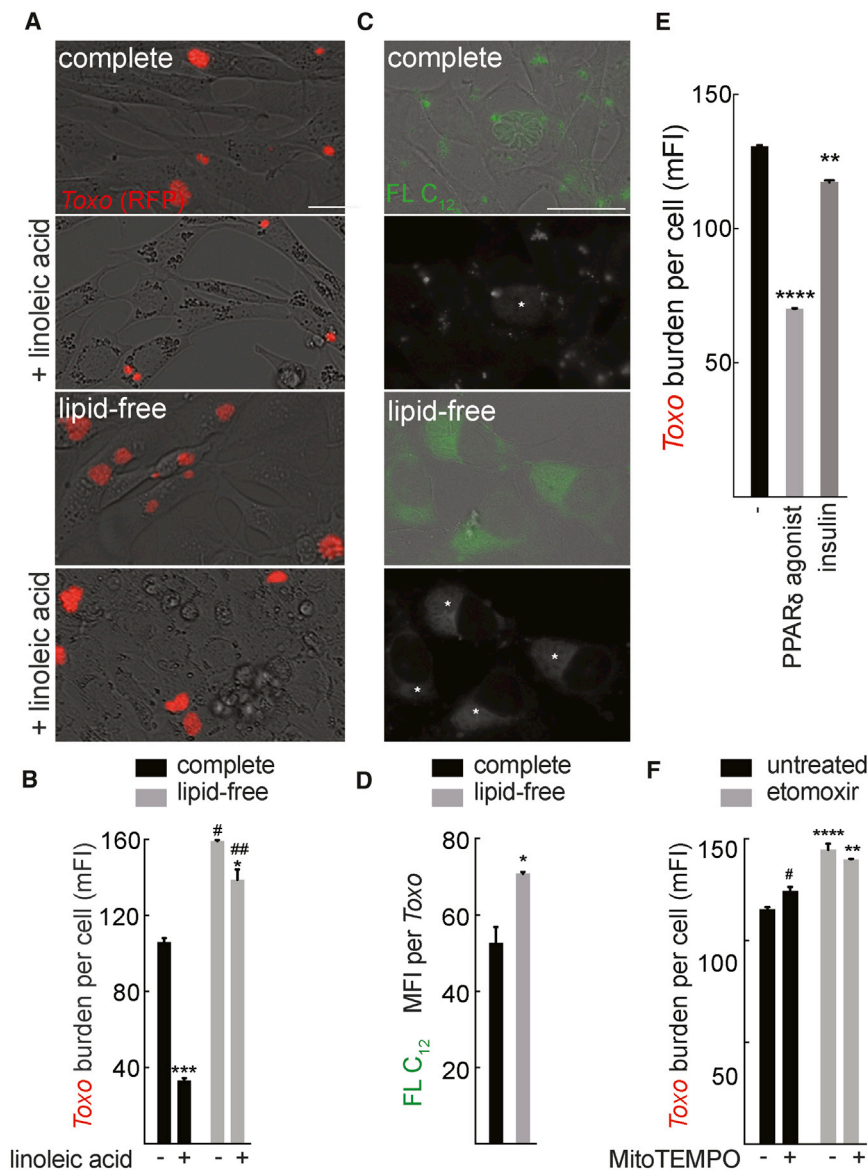 A
complete
Toxo (RFP)
+ linoleic acid
lipid-free
+ linoleic acid
C
complete
FL C12
*
lipid-free
*
*
*
*
E
150
**
100
****
50
Toxo burden per cell (mFI)
-
PPARδ agonist
insulin
B
complete
lipid-free
160
#
##
*
120
80
***
40
Toxo burden per cell (mFI)
linoleic acid - + - +
D
complete
lipid-free
80
*
60
40
20
FL C12 MFI per Toxo
F
untreated
etomoxir
150
****
**
#
100
50
Toxo burden per cell (mFI)
MitoTEMPO - + - +